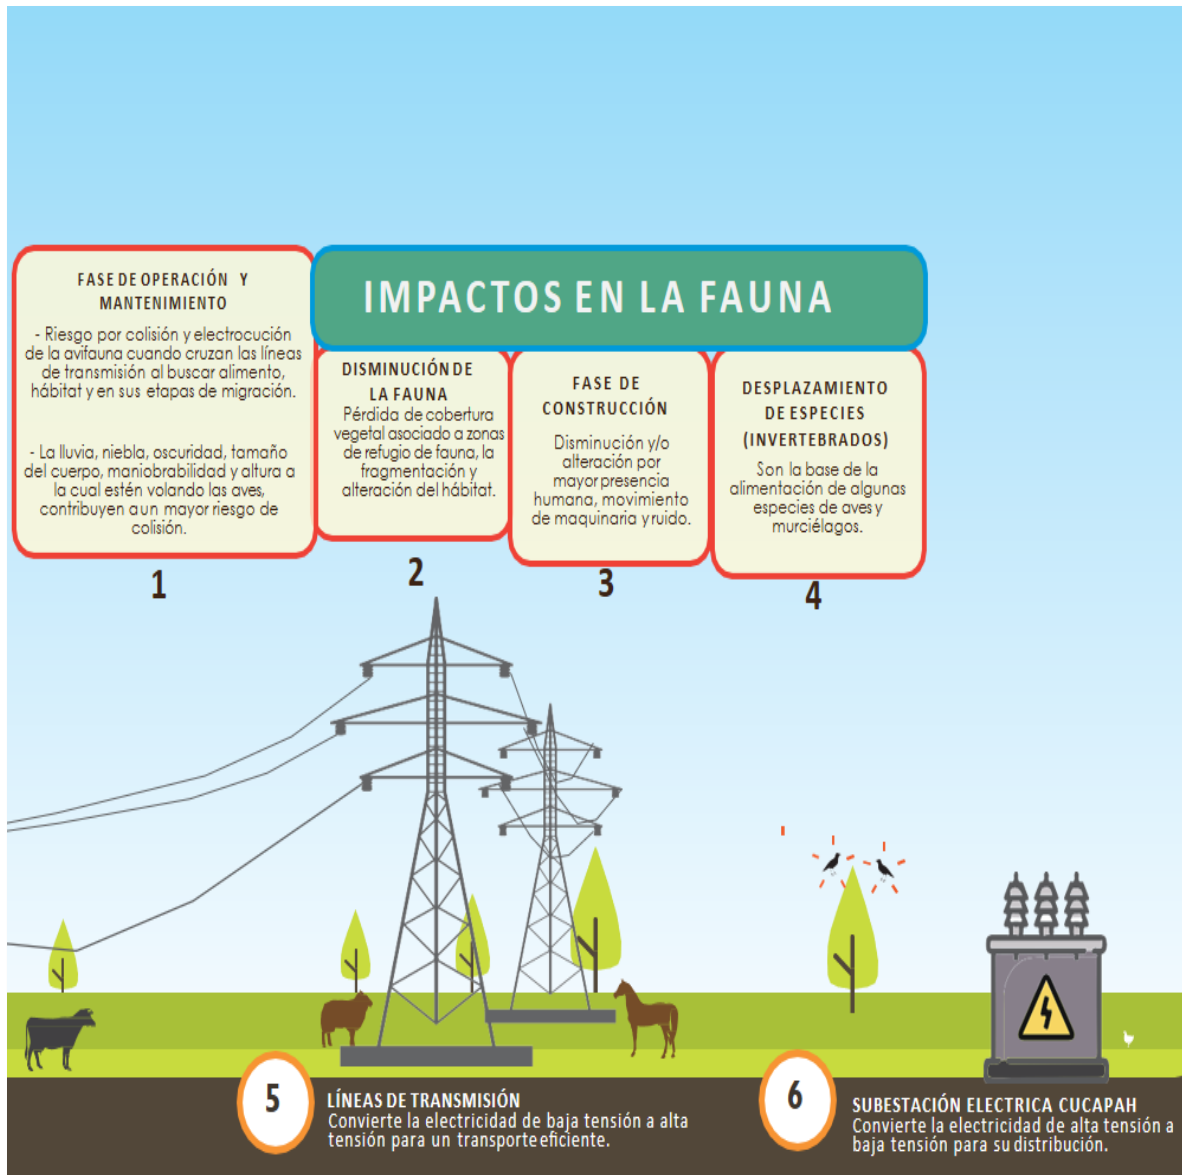 IMPACTOS EN LA FAUNA
FASE DE OPERACIÓN Y
MANTENIMIENTO
- Riesgo por colisión y electrocución
de la avifauna cuando cruzan las líneas
de transmisión al buscar alimento,
hábitat y en sus etapas de migración.
- La lluvia, niebla, oscuridad, tamaño
del cuerpo, maniobrabilidad y altura a
la cual estén volando las aves,
contribuyen a un mayor riesgo de
colisión.
1
DISMINUCIÓN DE
LA FAUNA
Pérdida de cobertura
vegetal asociado a zonas
de refugio de fauna, la
fragmentación y
alteración del hábitat.
2
FASE DE
CONSTRUCCIÓN
Disminución y/o
alteración por
mayor presencia
humana, movimiento
de maquinaria y ruido.
3
DESPLAZAMIENTO
DE ESPECIES
(INVERTEBRADOS)
Son la base de la
alimentación de algunas
especies de aves y
murciélagos.
4
5
LÍNEAS DE TRANSMISIÓN
Convierte la electricidad de baja tensión a alta
tensión para un transporte eficiente.
6
SUBESTACIÓN ELECTRICA CUCAPAH
Convierte la electricidad de alta tensión a
baja tensión para su distribución.